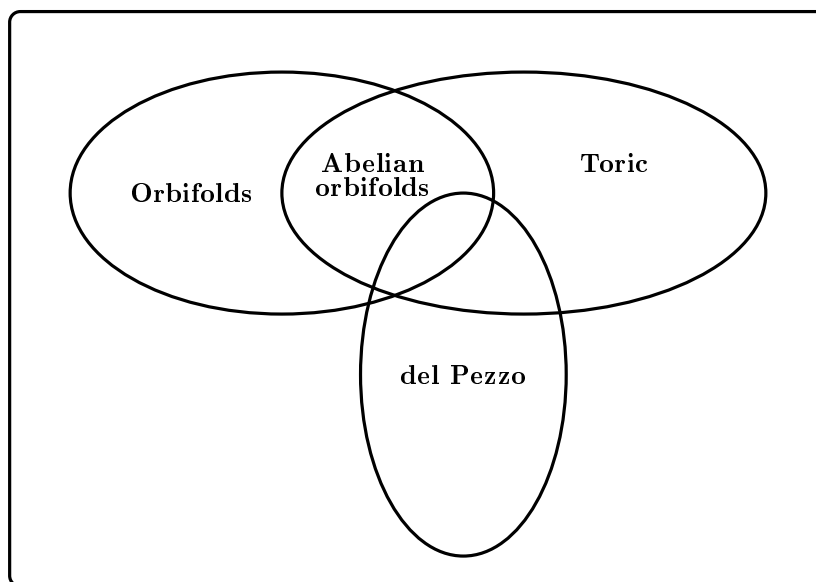 Orbifolds
Abelian
orbifolds
Toric
del Pezzo